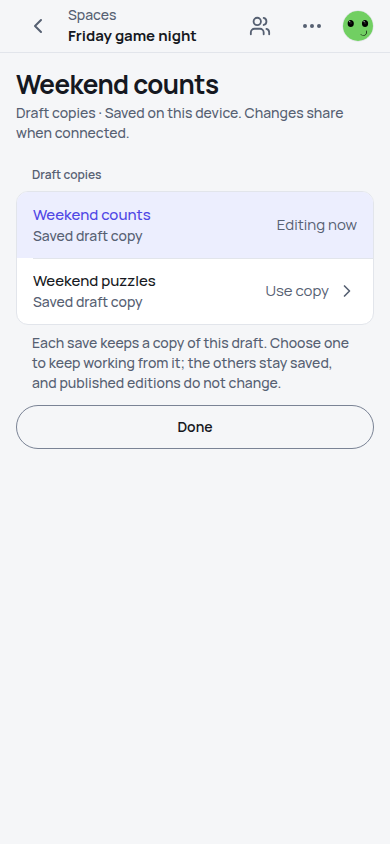 Spaces
Friday game night
Weekend counts
Draft copies · Saved on this device. Changes share
when connected.
Draft copies
Weekend counts
Saved draft copy
Editing now
Weekend puzzles
Saved draft copy
Use copy
Each save keeps a copy of this draft. Choose one
to keep working from it; the others stay saved,
and published editions do not change.
Done